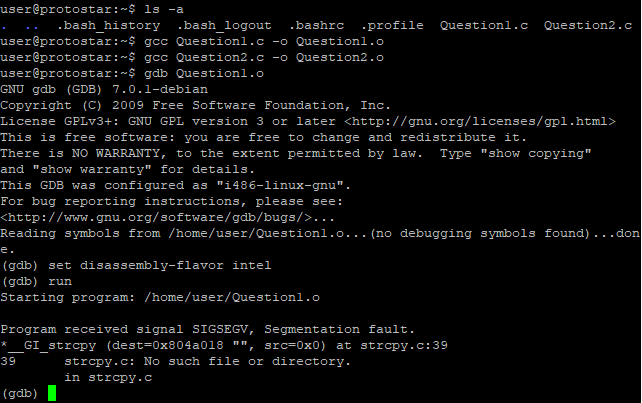 user@protostar:~$ ls -a
.  ..  .bash_history  .bash_logout  .bashrc  .profile  Question1.c  Question2.c
user@protostar:~$ gcc Question1.c -o Question1.o
user@protostar:~$ gcc Question2.c -o Question2.o
user@protostar:~$ gdb Question1.o
GNU gdb (GDB) 7.0.1-debian
Copyright (C) 2009 Free Software Foundation, Inc.
License GPLv3+: GNU GPL version 3 or later <http://gnu.org/licenses/gpl.html>
This is free software: you are free to change and redistribute it.
There is NO WARRANTY, to the extent permitted by law.  Type "show copying"
and "show warranty" for details.
This GDB was configured as "i486-linux-gnu".
For bug reporting instructions, please see:
<http://www.gnu.org/software/gdb/bugs/>...
Reading symbols from /home/user/Question1.o...(no debugging symbols found)...don
e.
(gdb) set disassembly-flavor intel
(gdb) run
Starting program: /home/user/Question1.o
Program received signal SIGSEGV, Segmentation fault.
*__GI_strcpy (dest=0x804a018 "", src=0x0) at strcpy.c:39
39      strcpy.c: No such file or directory.
        in strcpy.c
(gdb)